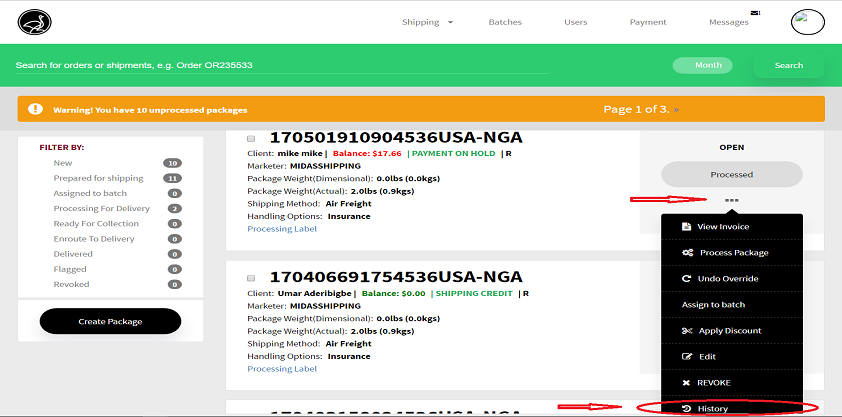 Shipping Batches Users Payment Messages
Search for orders or shipments, e.g. Order OR235533 Month Search
Warning! You have 10 unprocessed packages Page 1 of 3. »
FILTER BY:
New 10
Prepared for shipping 11
Assigned to batch 0
Processing For Delivery 2
Ready For Collection 0
Enroute To Delivery 0
Delivered 0
Flagged 0
Revoked 0
Create Package
170501910904536USA-NGA
Client: mike mike | Balance: $17.66 | PAYMENT ON HOLD | R
Marketer: MIDASSHIPPING
Package Weight(Dimensional): 0.0lbs (0.0kgs)
Package Weight(Actual): 2.0lbs (0.9kgs)
Shipping Method: Air Freight
Handling Options: Insurance
Processing Label
170406691754536USA-NGA
Client: Umar Aderibigbe | Balance: $0.00 | SHIPPING CREDIT | R
Marketer: MIDASSHIPPING
Package Weight(Dimensional): 0.0lbs (0.0kgs)
Package Weight(Actual): 2.0lbs (0.9kgs)
Shipping Method: Air Freight
Handling Options: Insurance
Processing Label
OPEN
Processed
View Invoice
Process Package
Undo Override
Assign to batch
Apply Discount
Edit
REVOKE
History